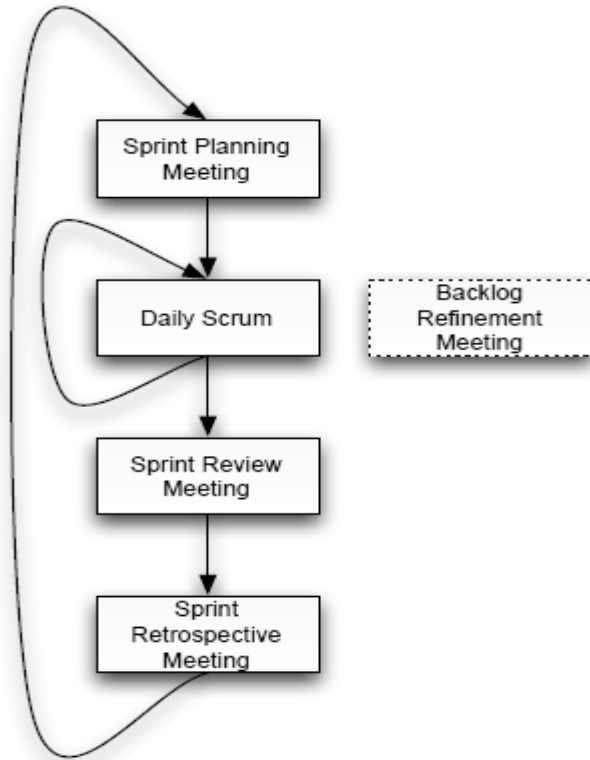 Sprint Planning
Meeting
Daily Scrum
Backlog
Refinement
Meeting
Sprint Review
Meeting
Sprint
Retrospective
Meeting